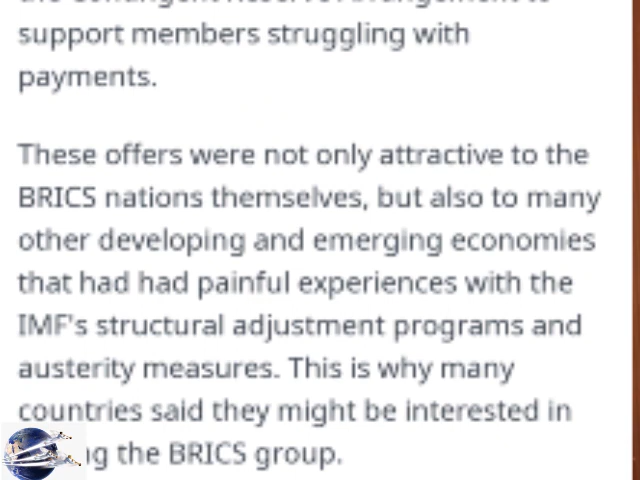 support members struggling with
payments.
These offers were not only attractive to the
BRICS nations themselves, but also to many
other developing and emerging economies
that had had painful experiences with the
IMF's structural adjustment programs and
austerity measures. This is why many
countries said they might be interested in
the BRICS group.